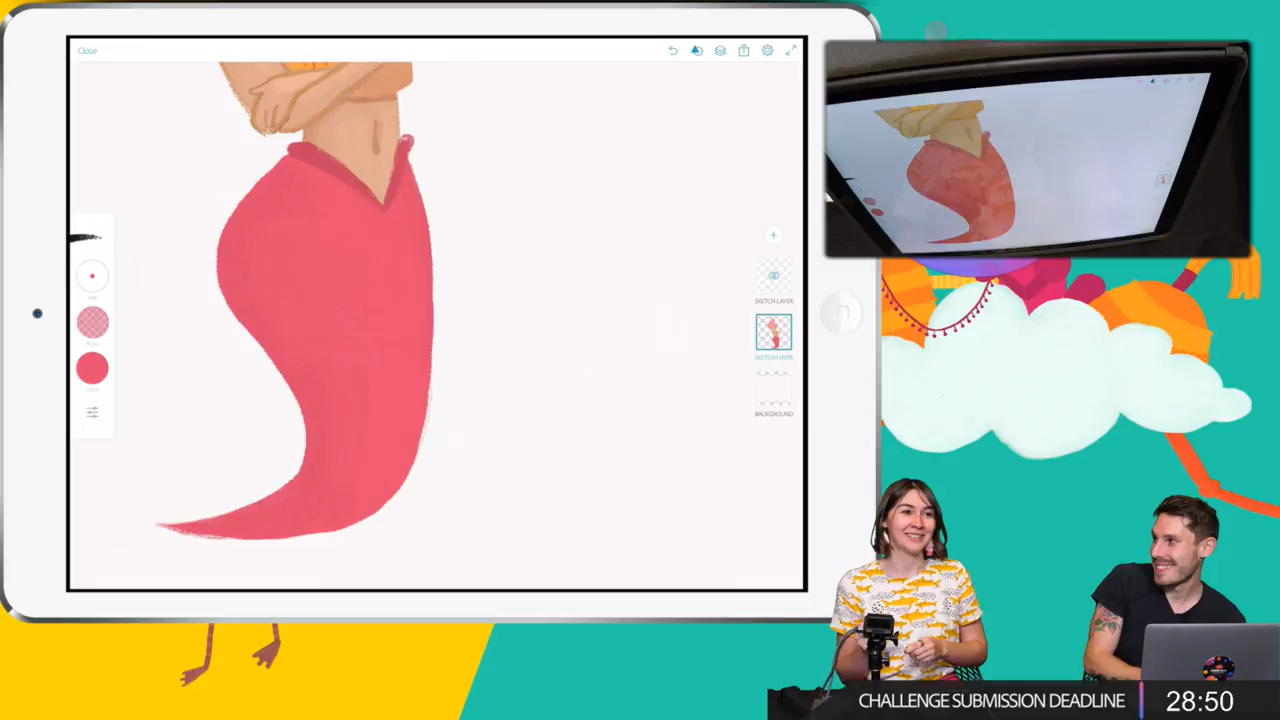 Close
SKETCH LAYER
SKETCH LAYER
BACKGROUND
CHALLENGE SUBMISSION DEADLINE
28:50